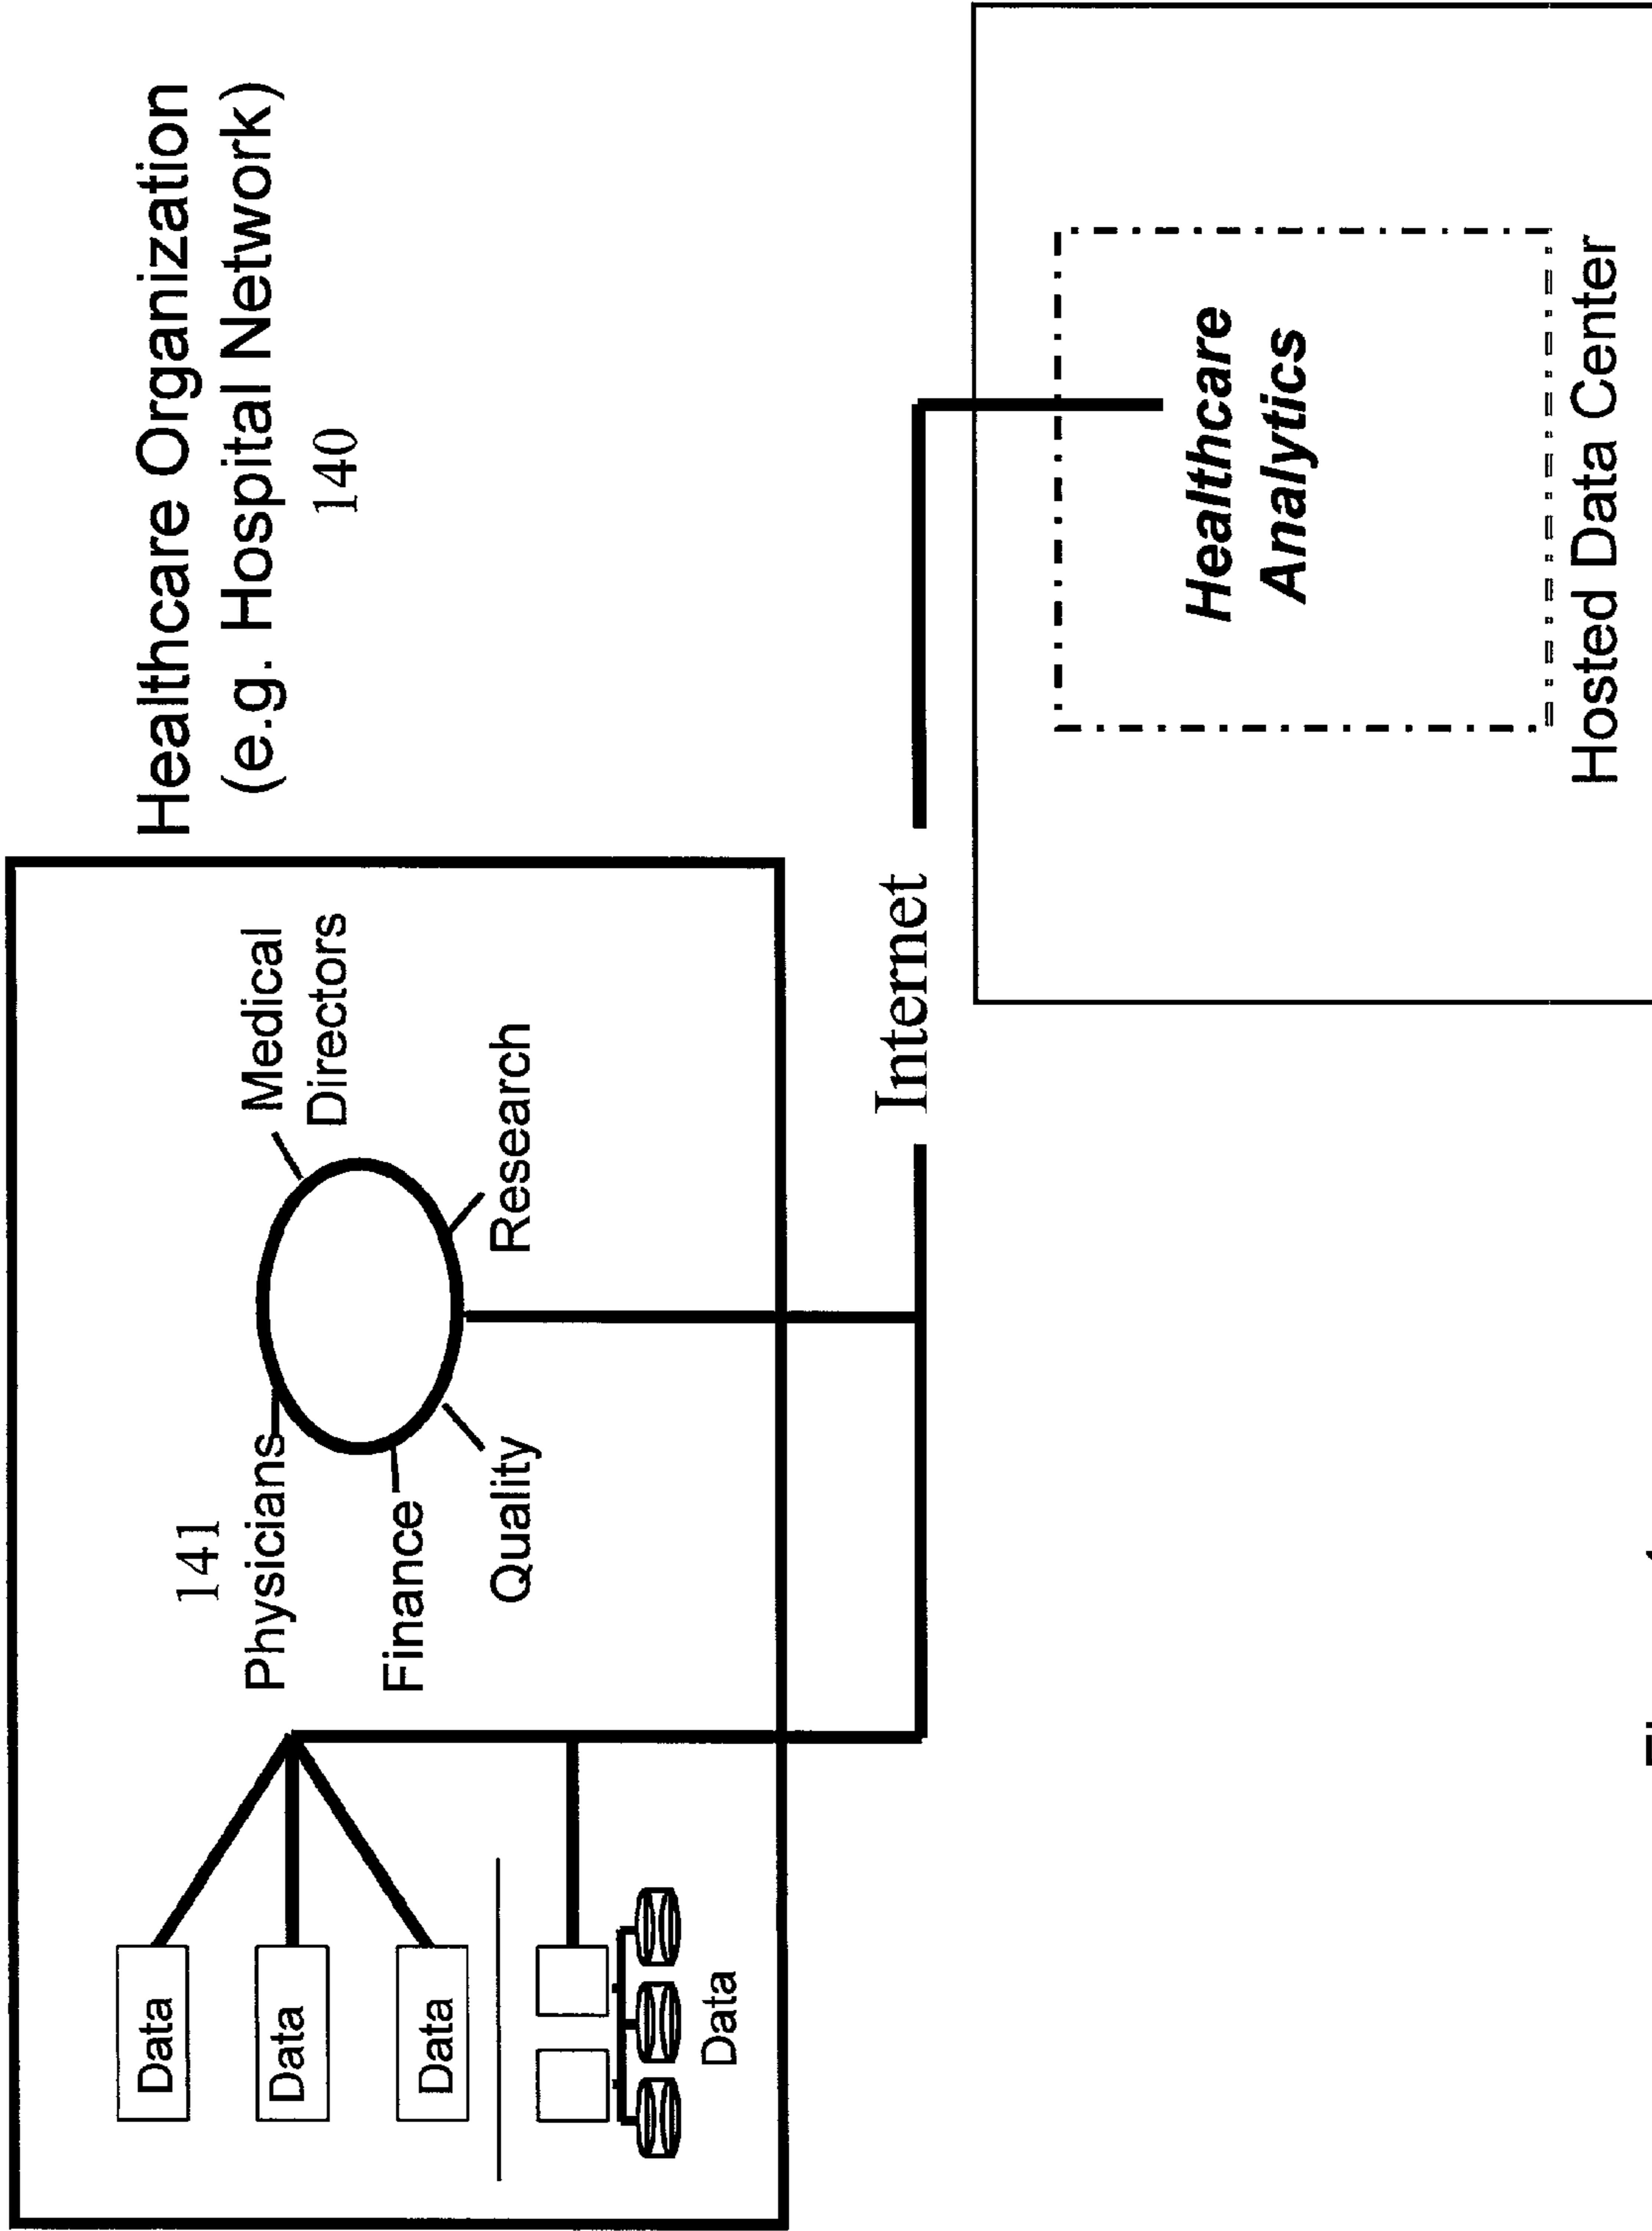 Healthcare Organization
(e.g. Hospital Network)
140
141
Physicians
Medical
Directors
Finance
Quality
Research
Data
Data
Data
Data
Internet
Healthcare
Analytics
Hosted Data Center